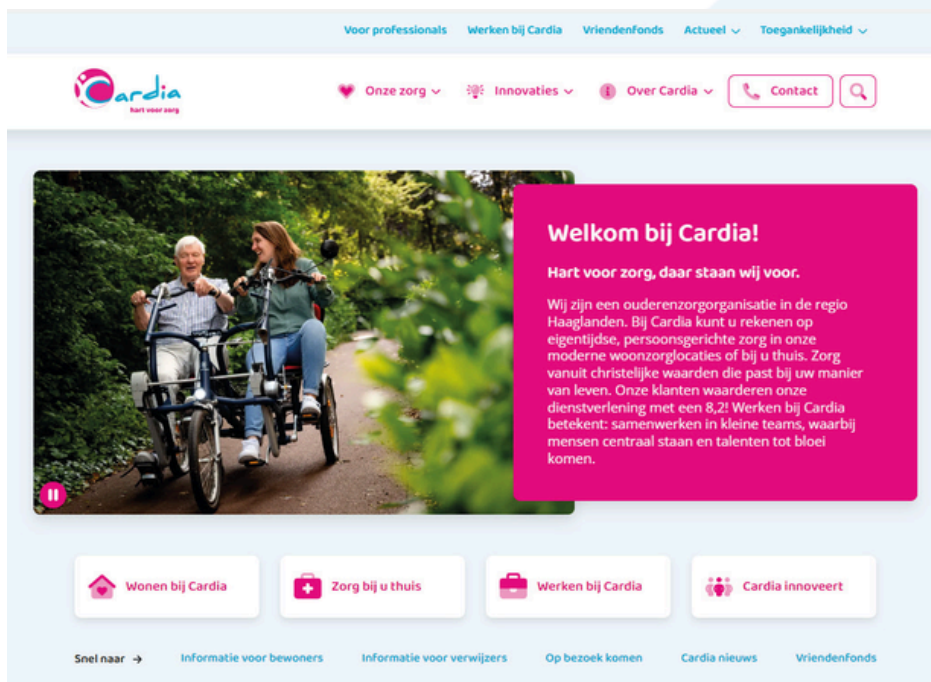 Voor professionals Werken bij Cardia Vriendenfonds Actueel Toegankelijkheid
Cardia
hart voor zorg
Onze zorg Innovaties Over Cardia Contact
Welkom bij Cardia!
Hart voor zorg, daar staan wij voor.
Wij zijn een ouderenzorgorganisatie in de regio
Haaglanden. Bij Cardia kunt u rekenen op
eigentijdse, persoonsgerichte zorg in onze
moderne woonzorglocaties of bij u thuis. Zorg
vanuit christelijke waarden die past bij uw manier
van leven. Onze klanten waarderen onze
dienstverlening met een 8,2! Werken bij Cardia
betekent: samenwerken in kleine teams, waarbij
mensen centraal staan en talenten tot bloei
komen.
Wonen bij Cardia Zorg bij u thuis Werken bij Cardia Cardia innoveert
Snel naar → Informatie voor bewoners Informatie voor verwijzers Op bezoek komen Cardia nieuws Vriendenfonds